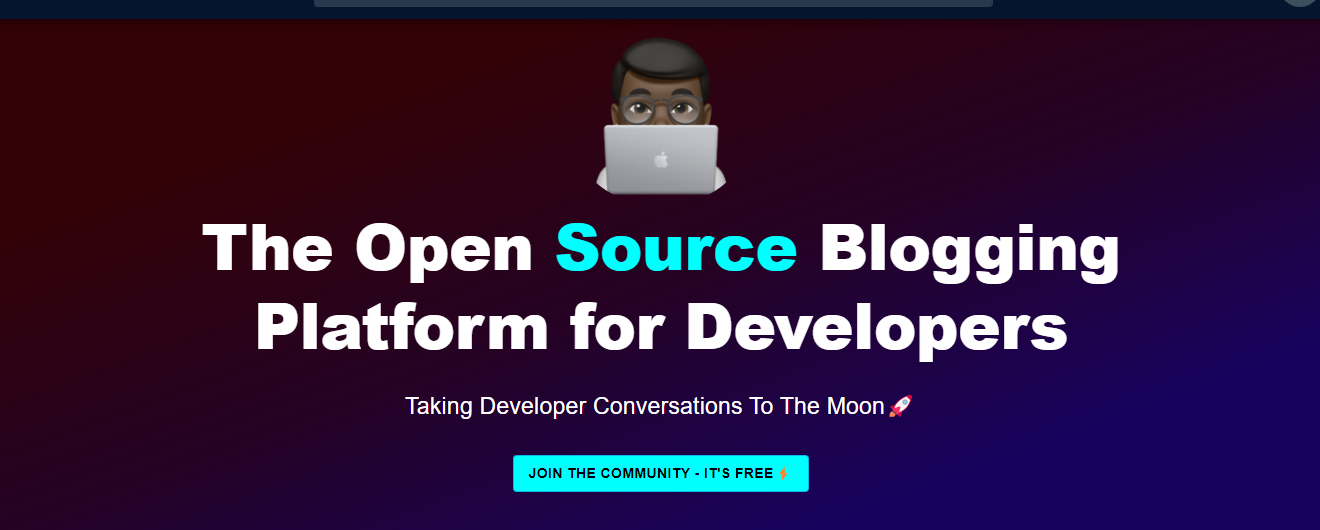 The Open Source Blogging
Platform for Developers
Taking Developer Conversations To The Moon🚀
JOIN THE COMMUNITY - IT'S FREE⚡